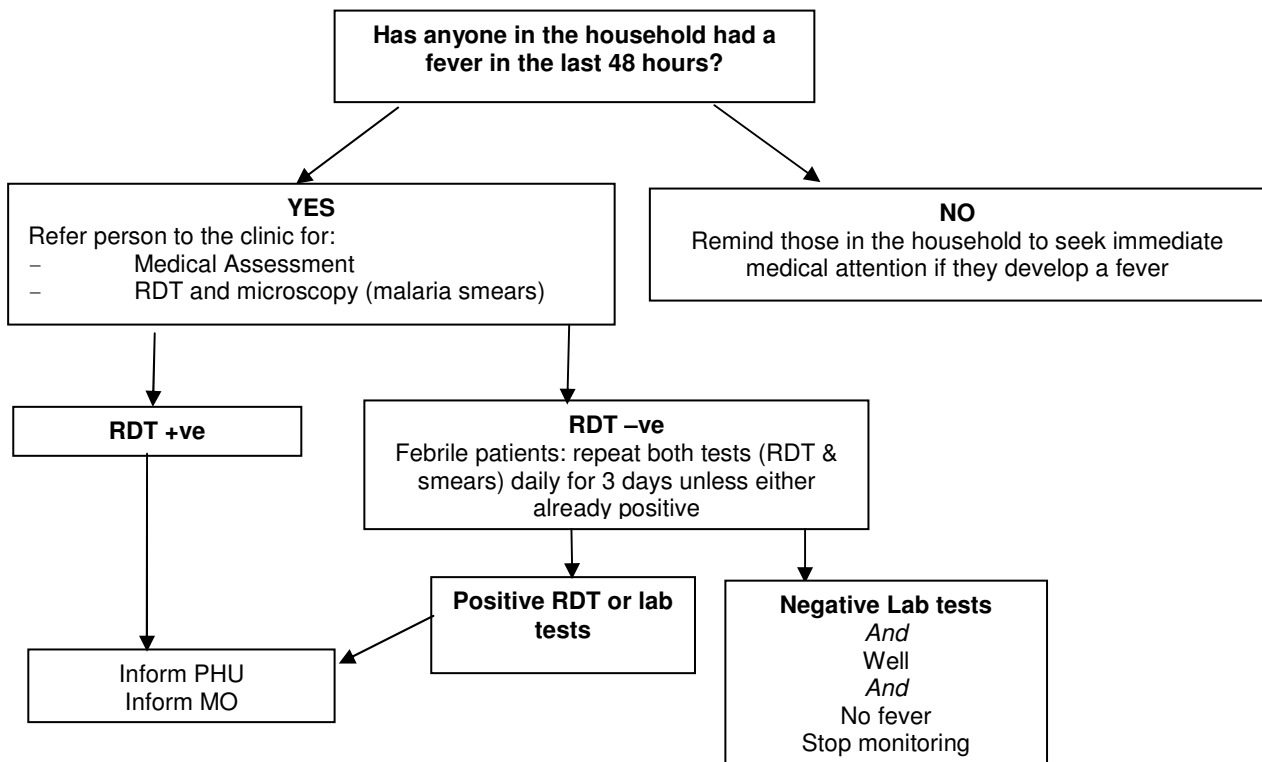 Has anyone in the household had a
fever in the last 48 hours?
YES
Refer person to the clinic for:
– Medical Assessment
– RDT and microscopy (malaria smears)
NO
Remind those in the household to seek immediate
medical attention if they develop a fever
RDT +ve
RDT –ve
Febrile patients: repeat both tests (RDT &
smears) daily for 3 days unless either
already positive
Positive RDT or lab
tests
Negative Lab tests
And
Well
And
No fever
Stop monitoring
Inform PHU
Inform MO